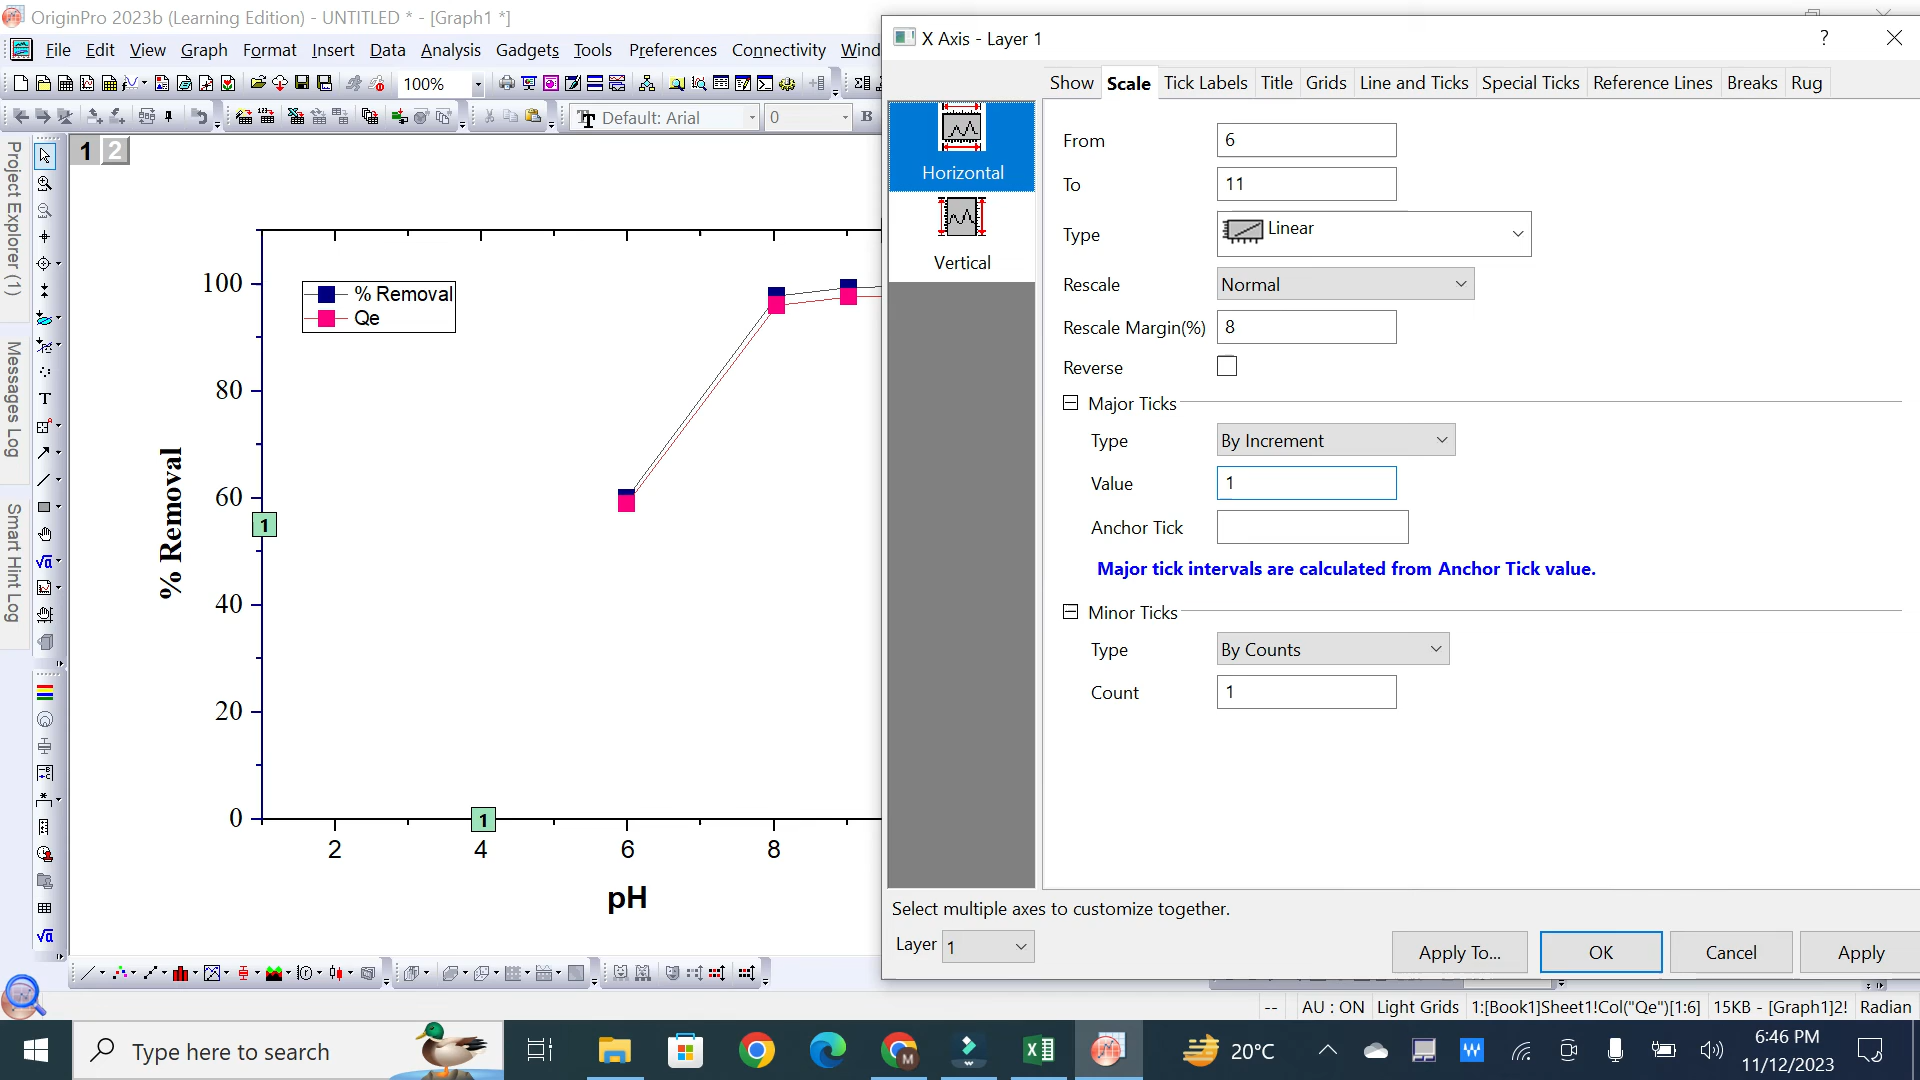 OriginPro 2023b (Learning Edition) - UNTITLED * - [Graph1 *]
File Edit View Graph Format Insert Data Analysis Gadgets Tools Preferences Connectivity Wind
100%
Default: Arial 0 B
Project Explorer (1)
Messages Log
Smart Hint Log
1 2
% Removal
Qe
100
80
60
40
20
0
% Removal
1
1
2 4 6 8
pH
X Axis - Layer 1
?
Show Scale Tick Labels Title Grids Line and Ticks Special Ticks Reference Lines Breaks Rug
Horizontal
Vertical
From 6
To 11
Type Linear
Rescale Normal
Rescale Margin(%) 8
Reverse
Major Ticks
Type By Increment
Value 1
Anchor Tick
Major tick intervals are calculated from Anchor Tick value.
Minor Ticks
Type By Counts
Count 1
Select multiple axes to customize together.
Layer 1
Apply To... OK Cancel Apply
-- AU : ON Light Grids 1:[Book1]Sheet1!Col("Qe")[1:6] 15KB - [Graph1]2! Radian
Type here to search
20°C
6:46 PM
11/12/2023